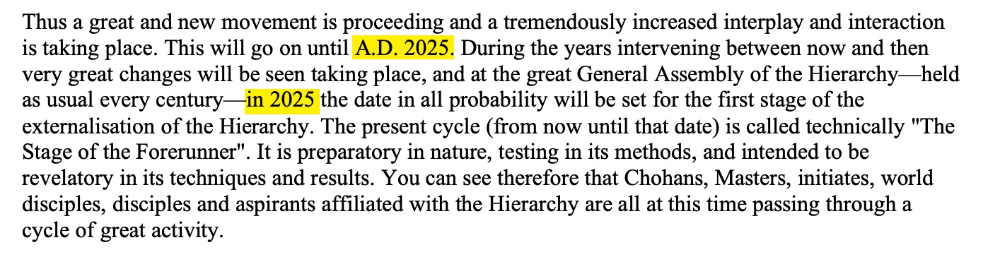 Thus a great and new movement is proceeding and a tremendously increased interplay and interaction
is taking place. This will go on until A.D. 2025. During the years intervening between now and then
very great changes will be seen taking place, and at the great General Assembly of the Hierarchy—held
as usual every century—in 2025 the date in all probability will be set for the first stage of the
externalisation of the Hierarchy. The present cycle (from now until that date) is called technically "The
Stage of the Forerunner". It is preparatory in nature, testing in its methods, and intended to be
revelatory in its techniques and results. You can see therefore that Chohans, Masters, initiates, world
disciples, disciples and aspirants affiliated with the Hierarchy are all at this time passing through a
cycle of great activity.